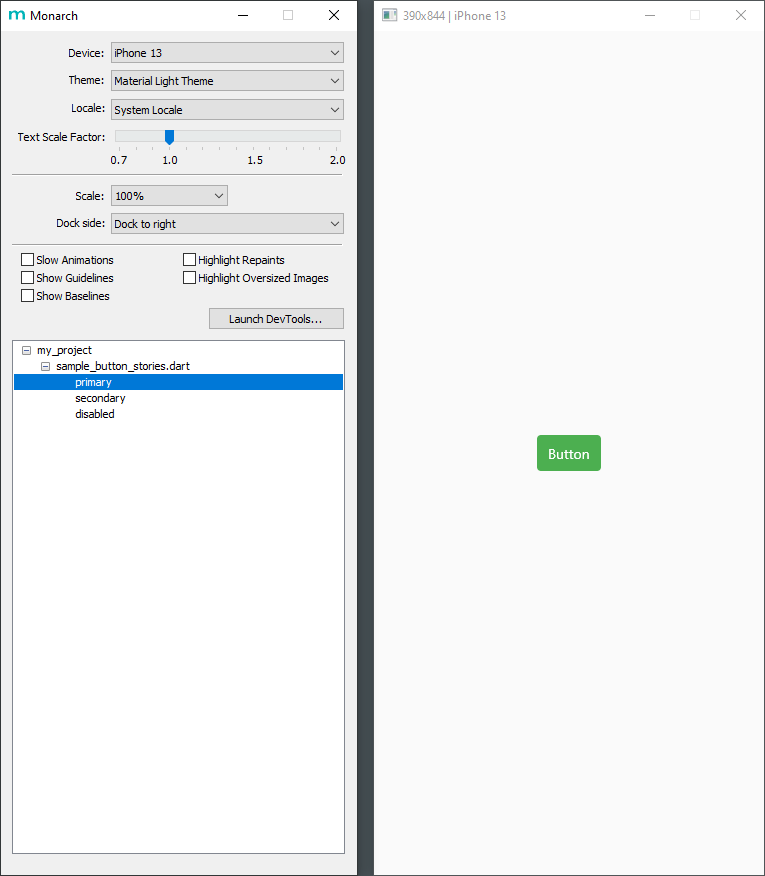 Monarch
Device: iPhone 13
Theme: Material Light Theme
Locale: System Locale
Text Scale Factor:
0.7 1.0 1.5 2.0
Scale: 100%
Dock side: Dock to right
Slow Animations Highlight Repaints
Show Guidelines Highlight Oversized Images
Show Baselines
Launch DevTools...
my_project
sample_button_stories.dart
primary
secondary
disabled
390x844 | iPhone 13
Button